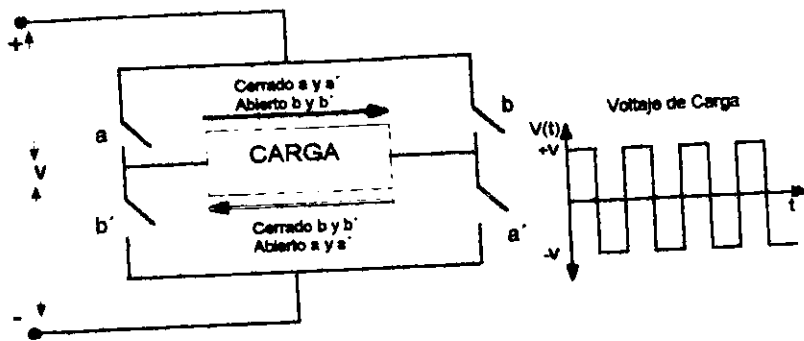 +
Cerrado a y a´
Abierto b y b´
a
b
CARGA
V
b´
a´
Cerrado b y b´
Abierto a y a´
-
Voltaje de Carga
V(t)
+V
t
-V